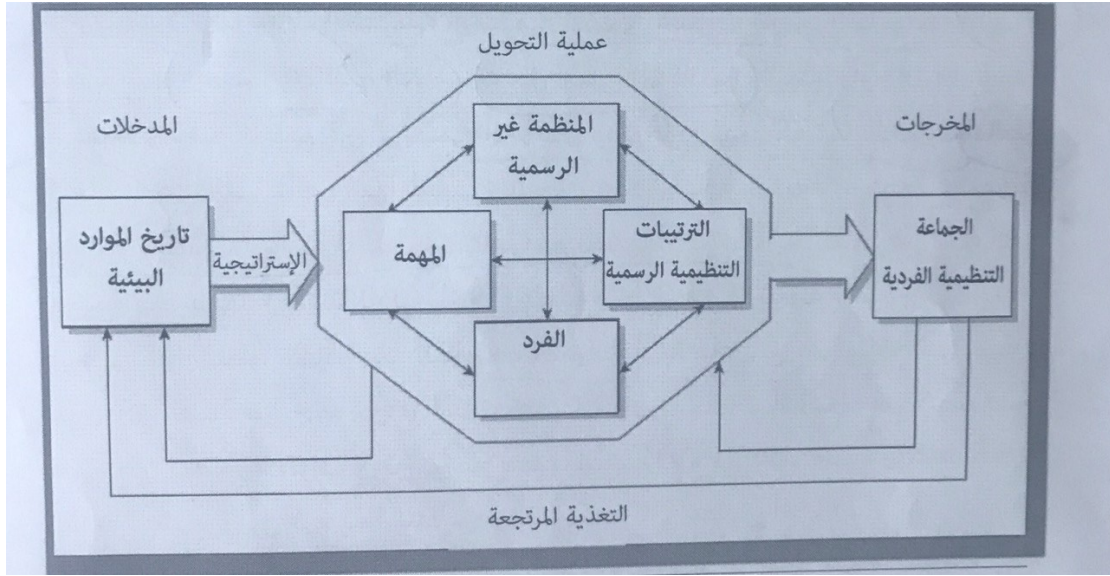 عملية التحويل
المخرجات
المدخلات
المنظمة غير
الرسمية
الجماعة
التنظيمية الفردية
الترتيبات
التنظيمية الرسمية
المهمة
الإستراتيجية
تاريخ الموارد
البيئية
الفرد
التغذية المرتجعة